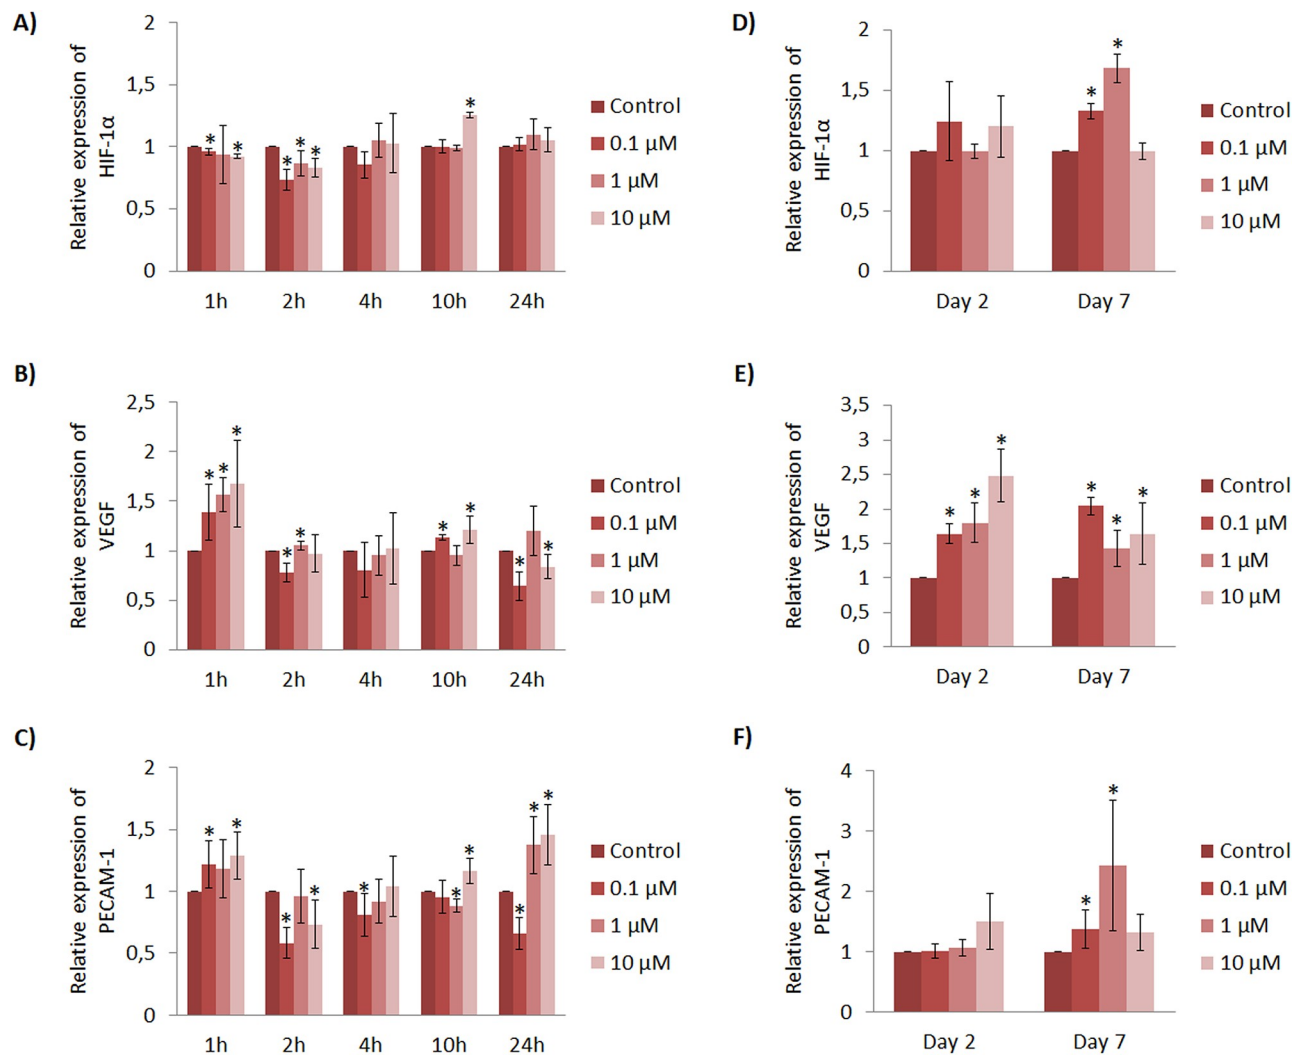 A)
Relative expression of
HIF-1α
2
1,5
1
0,5
0
* * * * * *
1h 2h 4h 10h 24h
Control
0.1 µM
1 µM
10 µM
D)
Relative expression of
HIF-1α
2
1,5
1
0,5
0
* *
Day 2 Day 7
Control
0.1 µM
1 µM
10 µM
B)
Relative expression of
VEGF
2,5
2
1,5
1
0,5
0
* * * * * * * * *
1h 2h 4h 10h 24h
Control
0.1 µM
1 µM
10 µM
E)
Relative expression of
VEGF
3,5
3
2,5
2
1,5
1
0,5
0
* * * * * *
Day 2 Day 7
Control
0.1 µM
1 µM
10 µM
C)
Relative expression of
PECAM-1
2
1,5
1
0,5
0
* * * * * * * * * *
1h 2h 4h 10h 24h
Control
0.1 µM
1 µM
10 µM
F)
Relative expression of
PECAM-1
4
3
2
1
0
* *
Day 2 Day 7
Control
0.1 µM
1 µM
10 µM